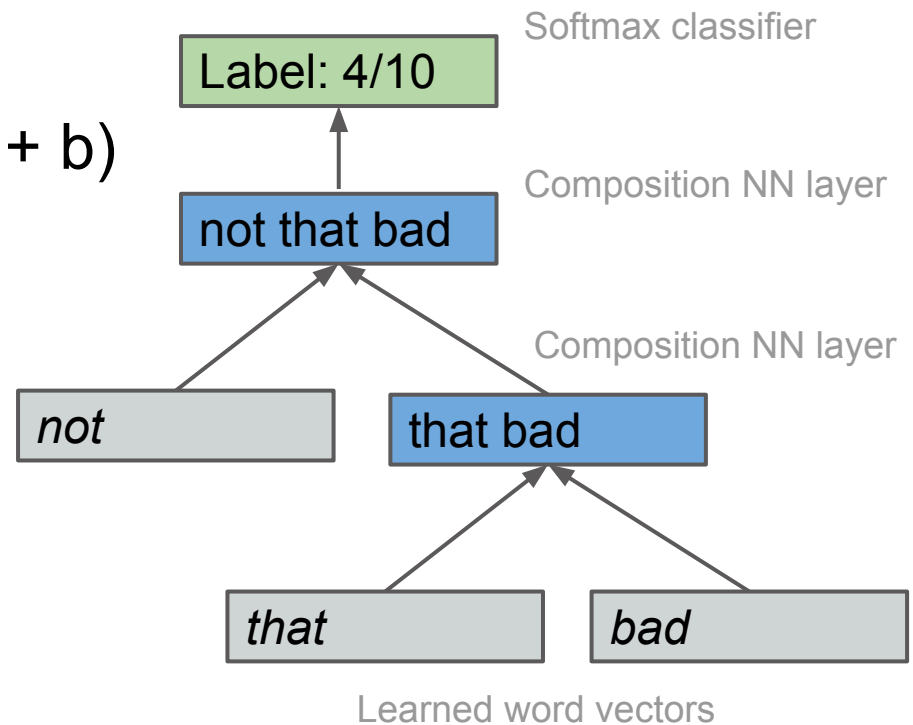 Softmax classifier
Label: 4/10
+ b)
Composition NN layer
not that bad
Composition NN layer
not
that bad
that
bad
Learned word vectors